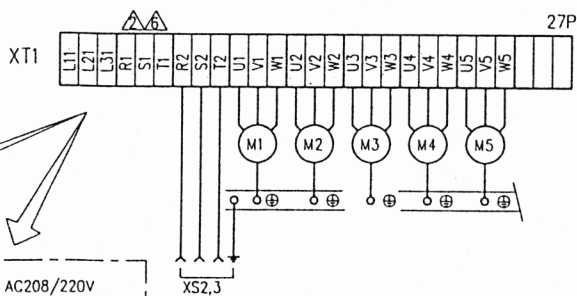 2 6
27P
XT1 L11 L21 L31 R1 S1 T1 R2 S2 T2 U1 V1 W1 U2 V2 W2 U3 V3 W3 U4 V4 W4 U5 V5 W5
M1 M2 M3 M4 M5
AC208/220V
XS2,3